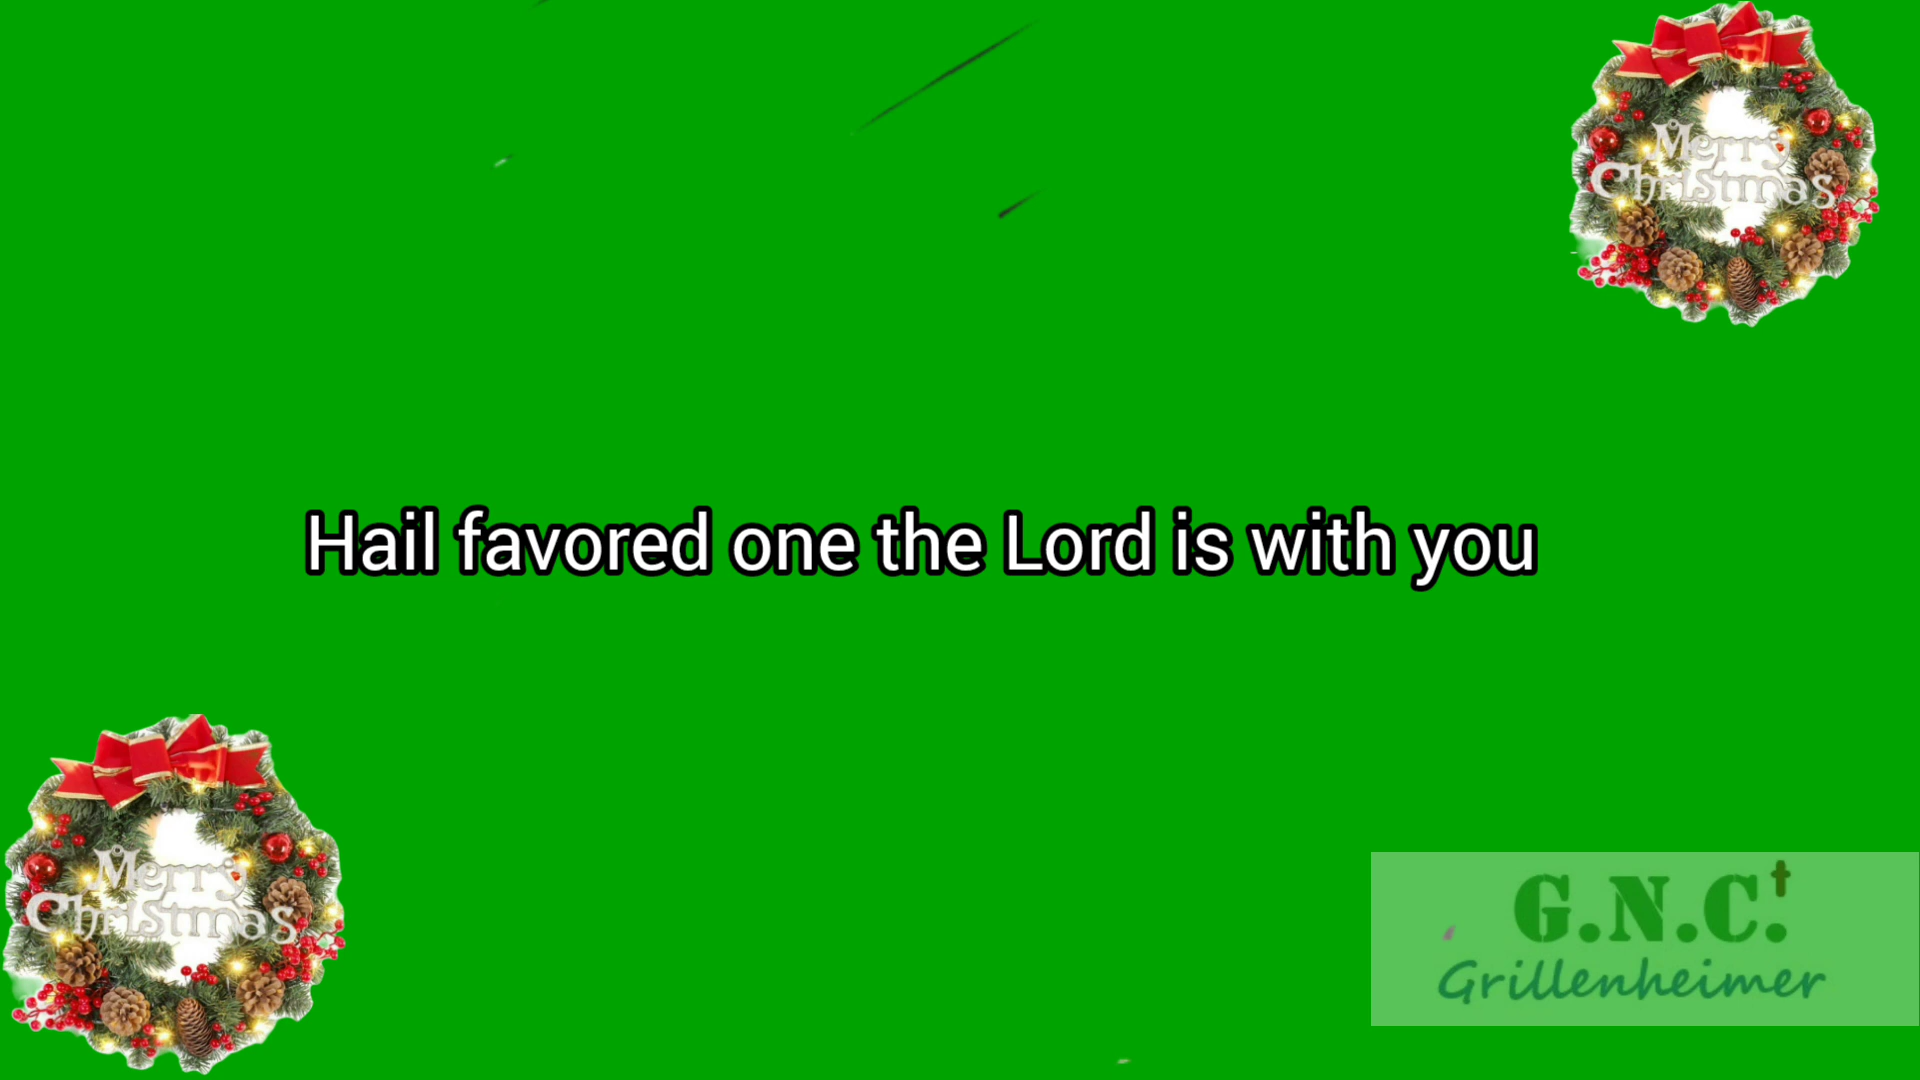 Merry
Christmas
Hail favored one the Lord is with you
Merry
Christmas
G.N.C.
Grillenheimer